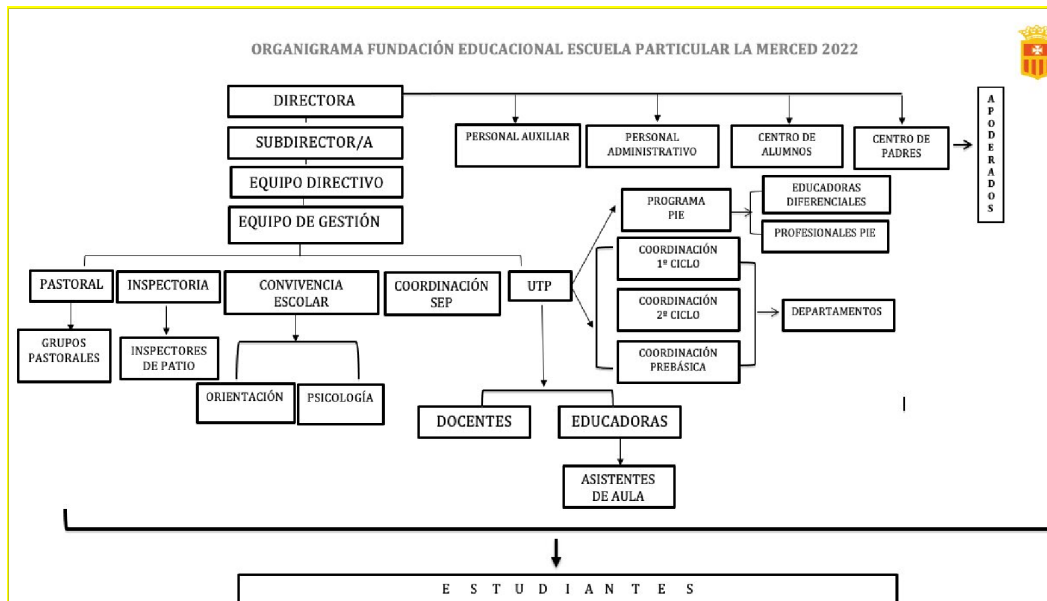 ORGANIGRAMA FUNDACIÓN EDUCACIONAL ESCUELA PARTICULAR LA MERCED 2022
DIRECTORA
SUBDIRECTOR/A
EQUIPO DIRECTIVO
EQUIPO DE GESTIÓN
PERSONAL AUXILIAR
PERSONAL
ADMINISTRATIVO
CENTRO DE
ALUMNOS
CENTRO DE
PADRES
APODERADOS
PROGRAMA
PIE
EDUCADORAS
DIFERENCIALES
PROFESIONALES PIE
COORDINACIÓN
1º CICLO
COORDINACIÓN
2º CICLO
COORDINACIÓN
PREBÁSICA
DEPARTAMENTOS
PASTORAL
INSPECTORIA
CONVIVENCIA
ESCOLAR
COORDINACIÓN
SEP
UTP
GRUPOS
PASTORALES
INSPECTORES
DE PATIO
ORIENTACIÓN
PSICOLOGÍA
DOCENTES
EDUCADORAS
ASISTENTES
DE AULA
E S T U D I A N T E S